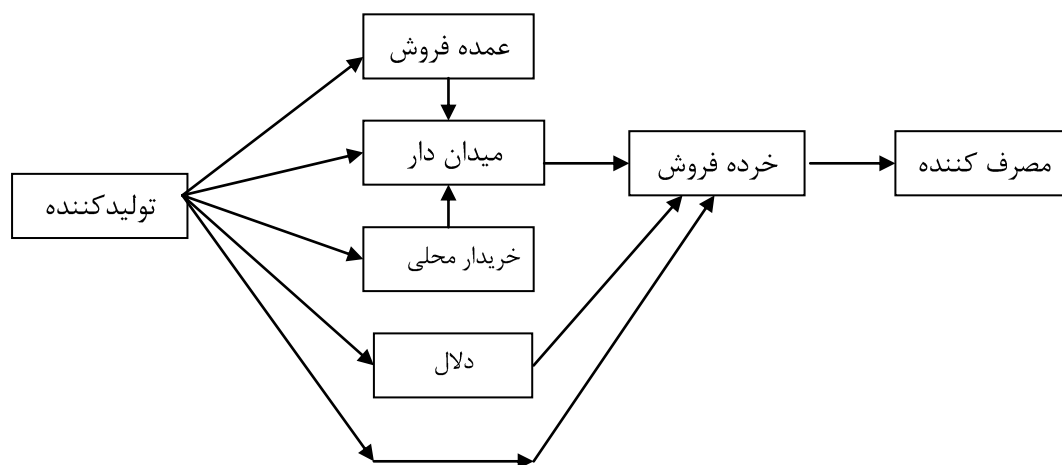 عمده فروش
میدان دار
خرده فروش
مصرف کننده
تولیدکننده
خریدار محلی
دلال